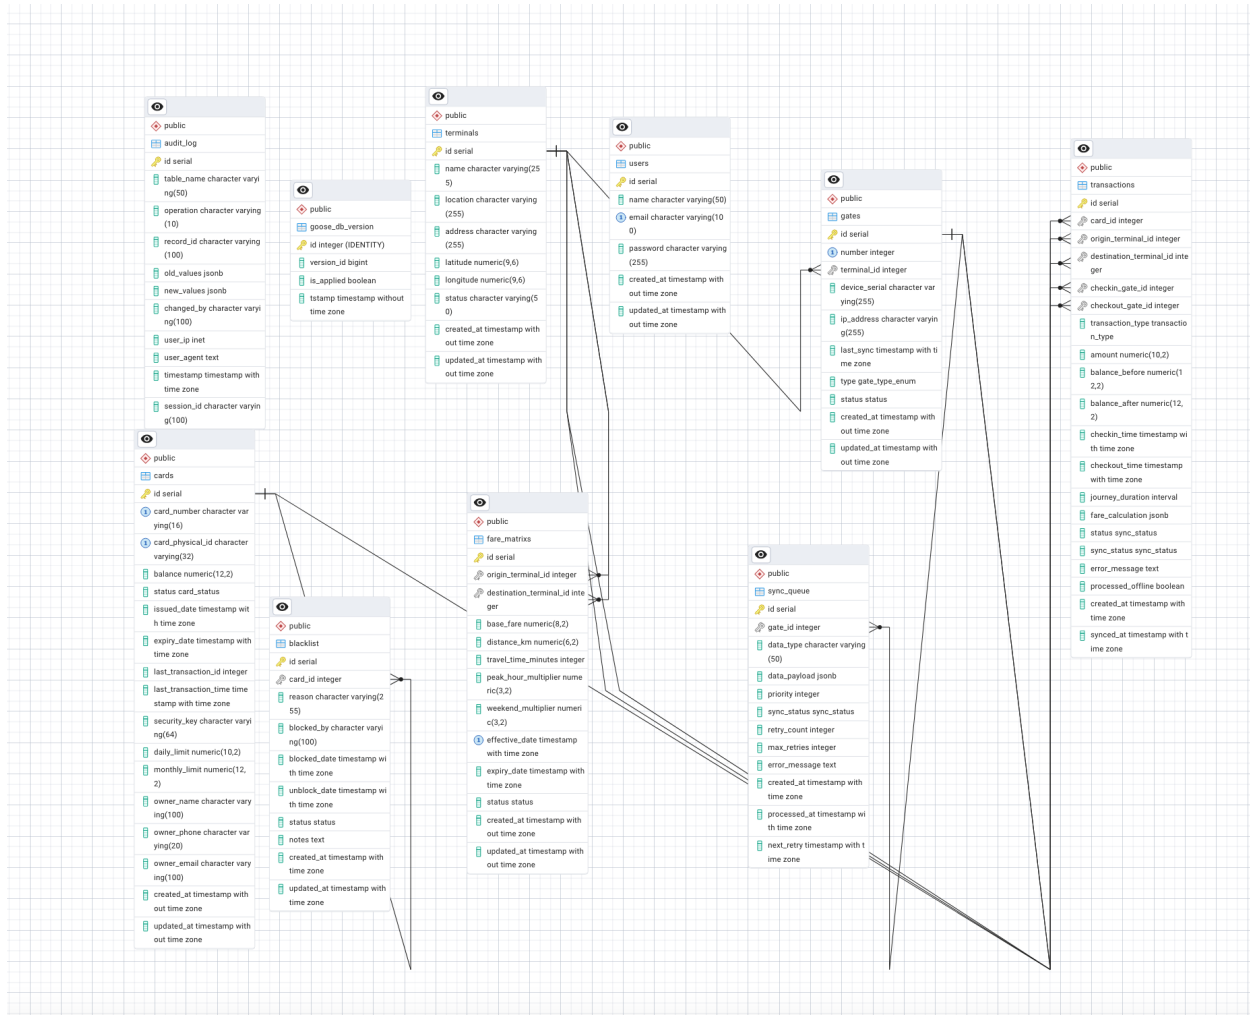 public
audit_log
id serial
table_name character varyi
ng(50)
operation character varying
(10)
record_id character varying
(100)
old_values jsonb
new_values jsonb
changed_by character varyi
ng(100)
user_ip inet
user_agent text
timestamp timestamp with
time zone
session_id character varyin
g(100)
public
goose_db_version
id integer (IDENTITY)
version_id bigint
is_applied boolean
tstamp timestamp without
time zone
public
terminals
id serial
name character varying(25
5)
location character varying
(255)
address character varying
(255)
latitude numeric(9,6)
longitude numeric(9,6)
status character varying(5
0)
created_at timestamp with
out time zone
updated_at timestamp with
out time zone
public
users
id serial
name character varying(50)
email character varying(10
0)
password character varying
(255)
created_at timestamp with
out time zone
updated_at timestamp with
out time zone
public
gates
id serial
number integer
terminal_id integer
device_serial character var
ying(255)
ip_address character varyin
g(255)
last_sync timestamp with ti
me zone
type gate_type_enum
status status
created_at timestamp with
out time zone
updated_at timestamp with
out time zone
public
transactions
id serial
card_id integer
origin_terminal_id integer
destination_terminal_id inte
ger
checkin_gate_id integer
checkout_gate_id integer
transaction_type transactio
n_type
amount numeric(10,2)
balance_before numeric(1
2,2)
balance_after numeric(12,
2)
checkin_time timestamp wi
th time zone
checkout_time timestamp
with time zone
journey_duration interval
fare_calculation jsonb
status sync_status
sync_status sync_status
error_message text
processed_offline boolean
created_at timestamp with
time zone
synced_at timestamp with t
ime zone
public
cards
id serial
card_number character var
ying(16)
card_physical_id character
varying(32)
balance numeric(12,2)
status card_status
issued_date timestamp wit
h time zone
expiry_date timestamp with
time zone
last_transaction_id integer
last_transaction_time time
stamp with time zone
security_key character varyi
ng(64)
daily_limit numeric(10,2)
monthly_limit numeric(12,
2)
owner_name character vary
ing(100)
owner_phone character var
ying(20)
owner_email character vary
ing(100)
created_at timestamp with
out time zone
updated_at timestamp with
out time zone
public
blacklist
id serial
card_id integer
reason character varying(2
55)
blocked_by character varyi
ng(100)
blocked_date timestamp wi
th time zone
unblock_date timestamp wi
th time zone
status status
notes text
created_at timestamp with
time zone
updated_at timestamp with
time zone
public
fare_matrixs
id serial
origin_terminal_id integer
destination_terminal_id inte
ger
base_fare numeric(8,2)
distance_km numeric(6,2)
travel_time_minutes integer
peak_hour_multiplier nume
ric(3,2)
weekend_multiplier numeri
c(3,2)
effective_date timestamp
with time zone
expiry_date timestamp with
time zone
status status
created_at timestamp with
out time zone
updated_at timestamp with
out time zone
public
sync_queue
id serial
gate_id integer
data_type character varying
(50)
data_payload jsonb
priority integer
sync_status sync_status
retry_count integer
max_retries integer
error_message text
created_at timestamp with
time zone
processed_at timestamp wi
th time zone
next_retry timestamp with t
ime zone